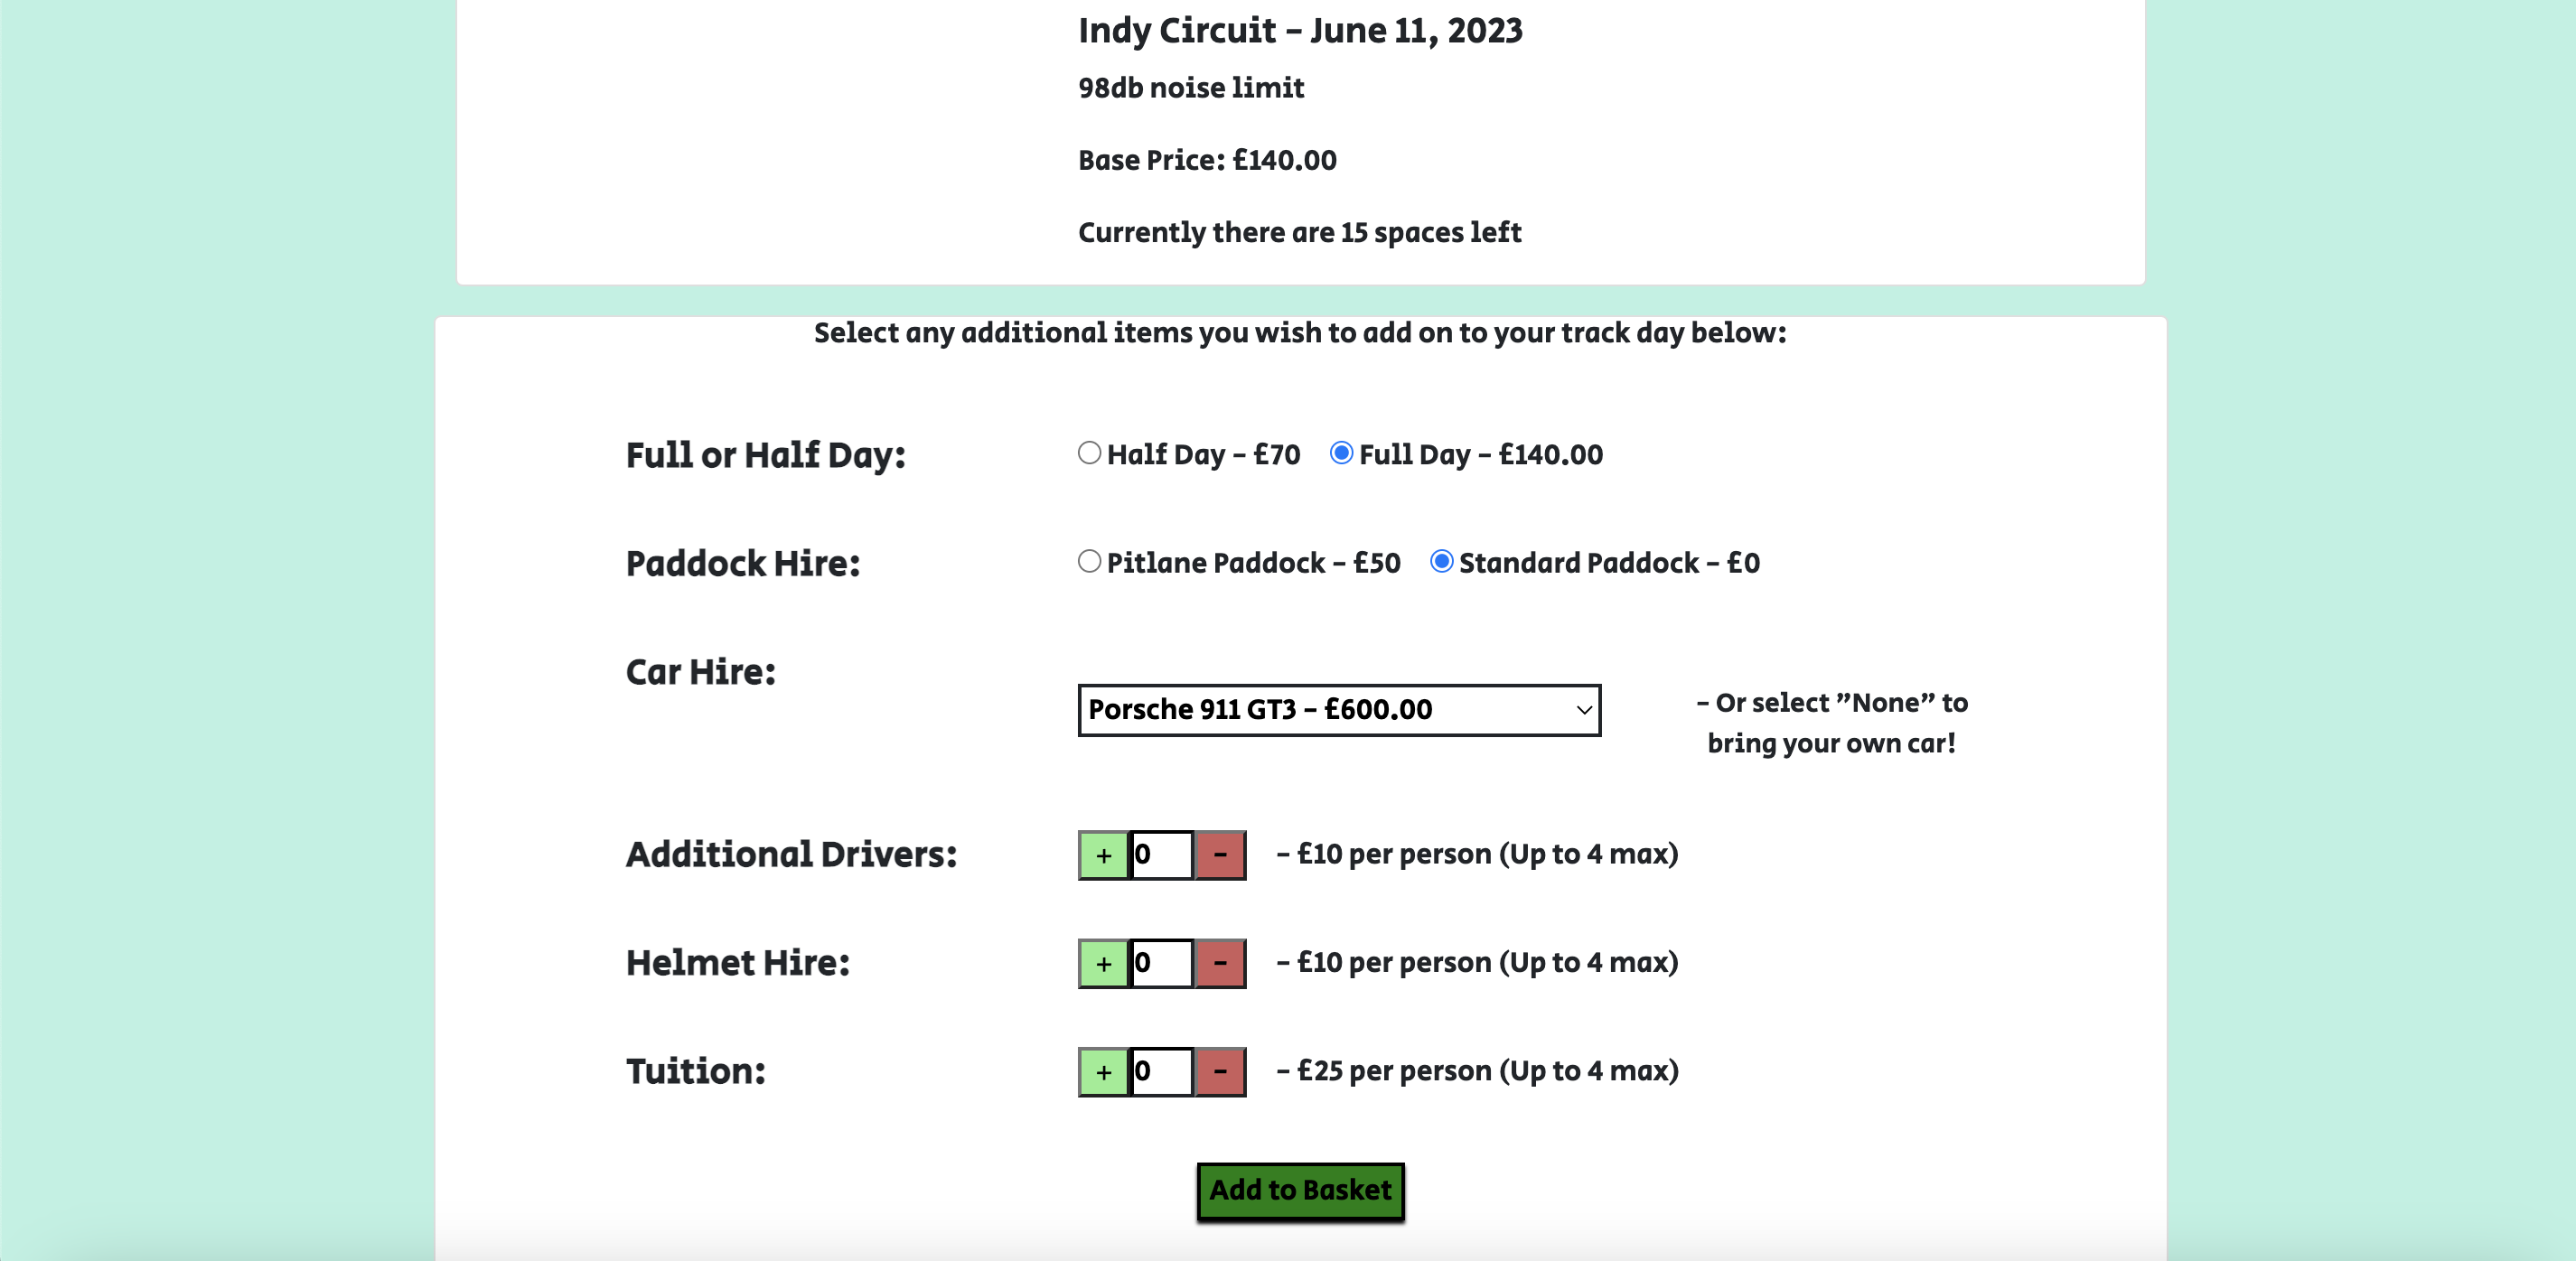 Indy Circuit - June 11, 2023
98db noise limit
Base Price: £140.00
Currently there are 15 spaces left
Select any additional items you wish to add on to your track day below:
Full or Half Day: Half Day - £70 Full Day - £140.00
Paddock Hire: Pitlane Paddock - £50 Standard Paddock - £0
Car Hire:
Porsche 911 GT3 - £600.00
- Or select ”None” to
bring your own car!
Additional Drivers: + 0 - - £10 per person (Up to 4 max)
Helmet Hire: + 0 - - £10 per person (Up to 4 max)
Tuition: + 0 - - £25 per person (Up to 4 max)
Add to Basket